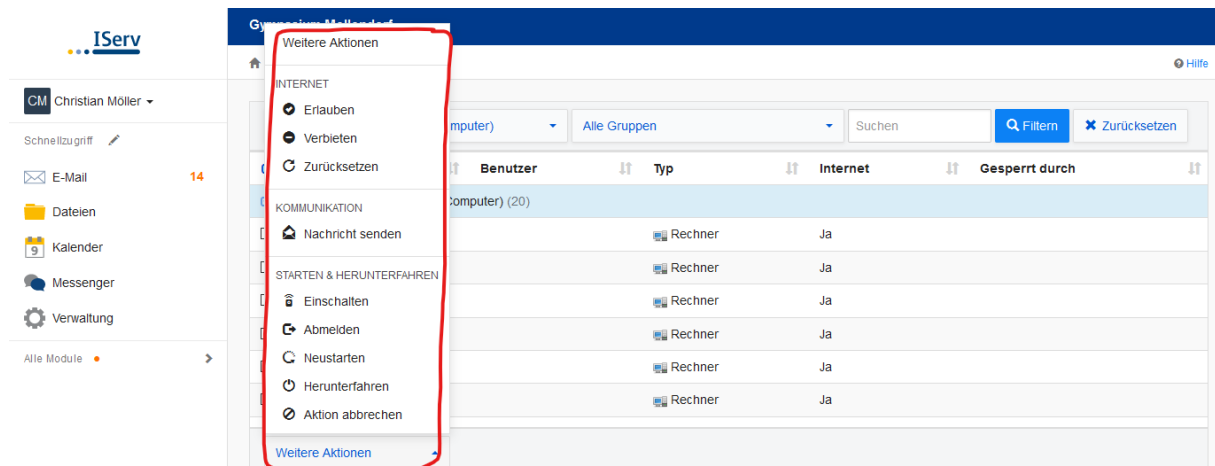 IServ
CM Christian Möller
Schnellzugriff
E-Mail 14
Dateien
9 Kalender
Messenger
Verwaltung
Alle Module
Hilfe
Weitere Aktionen
INTERNET
Erlauben
Verbieten
Zurücksetzen
KOMMUNIKATION
Nachricht senden
STARTEN & HERUNTERFAHREN
Einschalten
Abmelden
Neustarten
Herunterfahren
Aktion abbrechen
Weitere Aktionen
Alle Gruppen Suchen Filtern Zurücksetzen
Benutzer Typ Internet Gesperrt durch
Computer) (20)
Rechner Ja
Rechner Ja
Rechner Ja
Rechner Ja
Rechner Ja
Rechner Ja